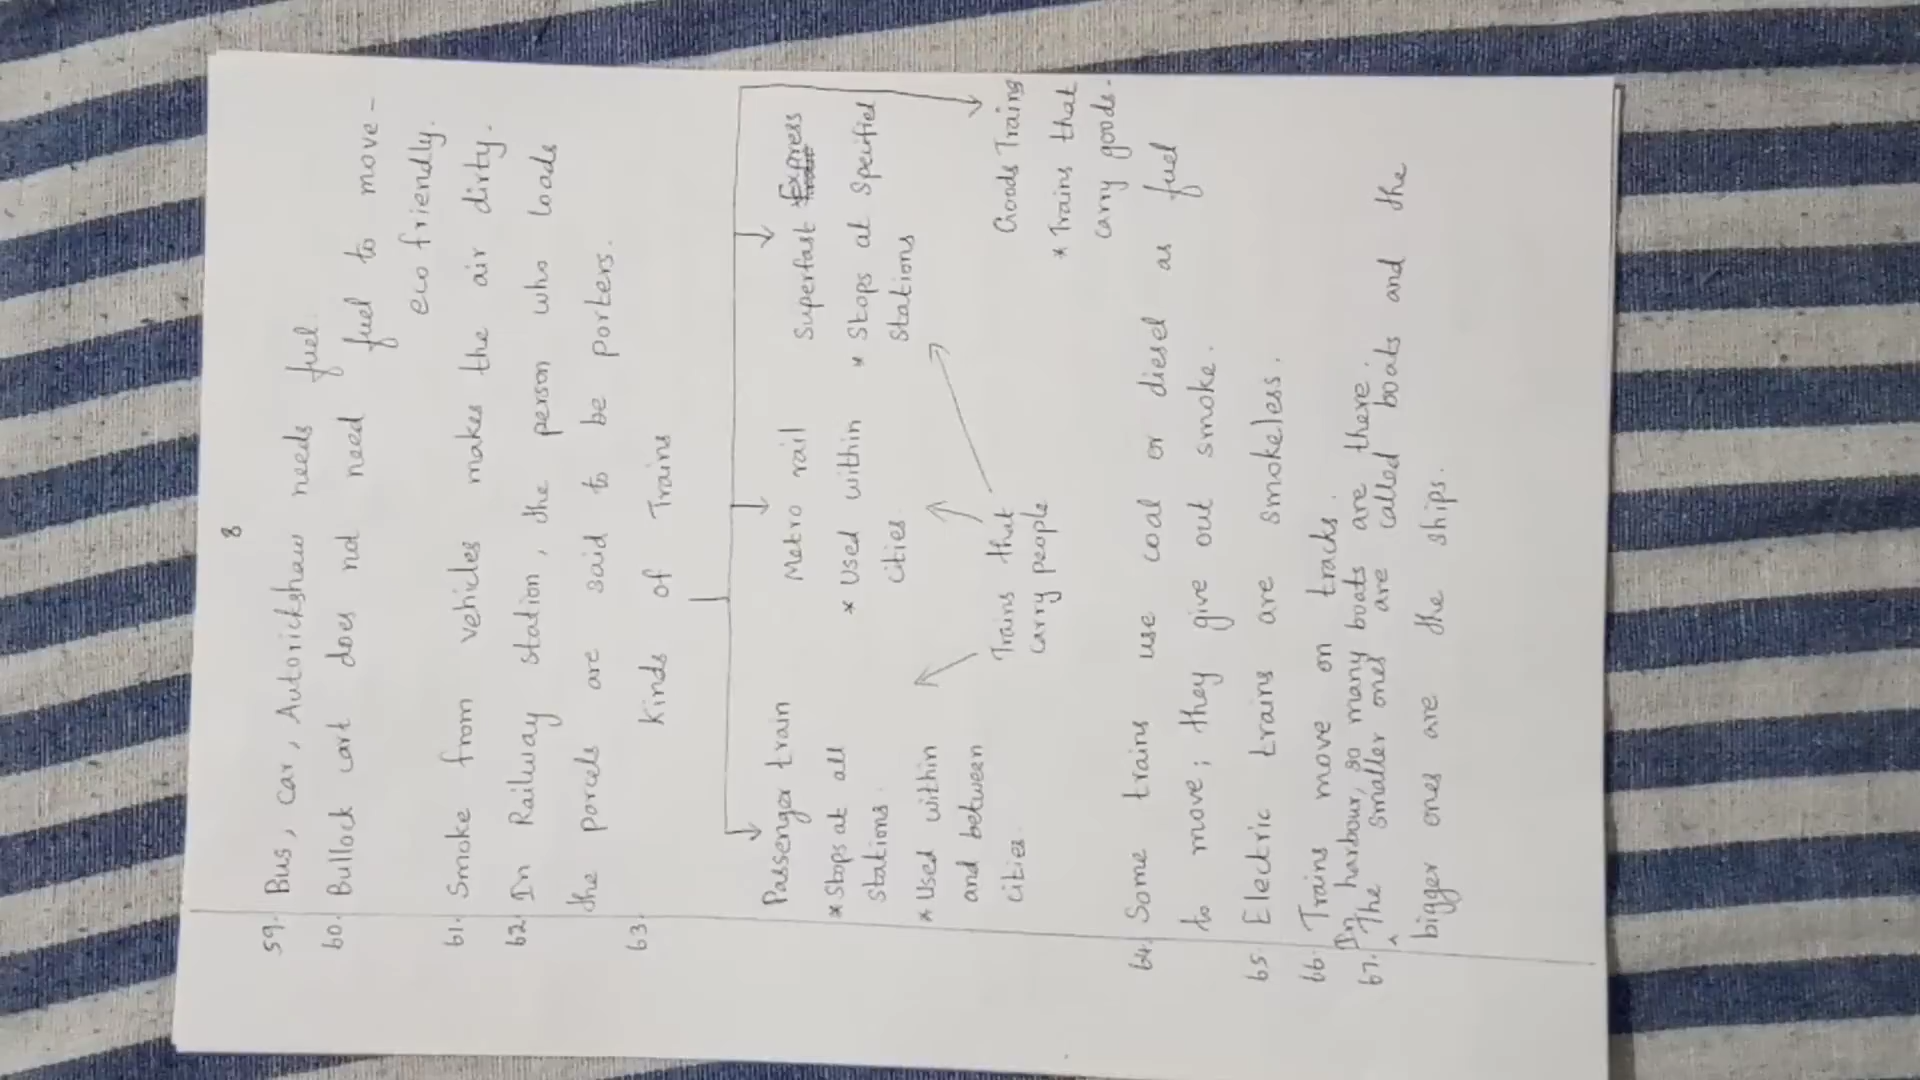 8
59. Bus, Car, Autorickshaw needs fuel.
60. Bullock cart does not need fuel to move -
eco friendly.
61. Smoke from vehicles makes the air dirty.
62. In Railway station, the person who loads
the parcels are said to be porters.
63. Kinds of Trains
Passenger train
* Stops at all
stations.
* Used within
and between
cities.
Metro rail
* Used within
cities
Superfast Express
* Stops at specified
stations
Trains that
carry people
Goods Trains
* Trains that
carry goods.
64. Some trains use coal or diesel as fuel
to move; they give out smoke.
65. Electric trains are smokeless.
66. Trains move on tracks.
In harbour, so many boats are there.
67. ^ The smaller ones are called boats and the
bigger ones are the ships.